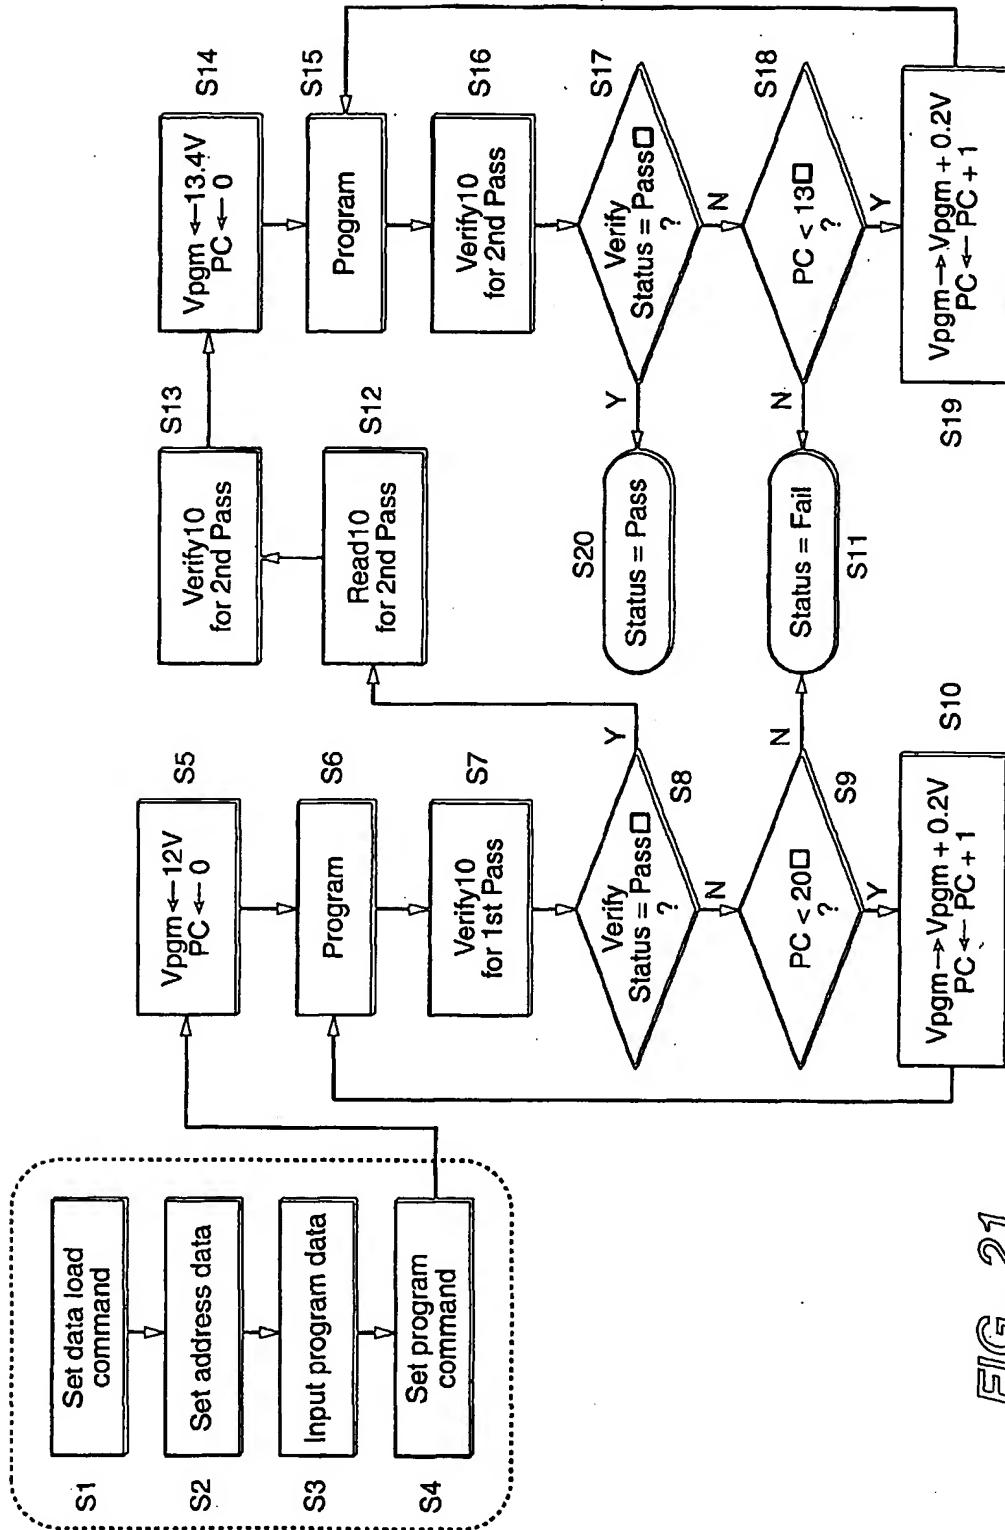 S1
Set data load
command
S2
Set address data
S3
Input program data
S4
Set program
command
S5
Vpgm←12V
PC ← 0
S6
Program
S7
Verify10
for 1st Pass
S8
Verify
Status = Pass□
?
Y
N
S9
PC < 20□
?
N
Y
S10
Vpgm→Vpgm + 0.2V
PC ← PC + 1
S11
Status = Fail
S12
Read10
for 2nd Pass
S13
Verify10
for 2nd Pass
S14
Vpgm ←13.4V
PC ← 0
S15
Program
S16
Verify10
for 2nd Pass
S17
Verify
Status = Pass□
?
Y
N
S18
PC < 13□
?
N
Y
S19
Vpgm→Vpgm + 0.2V
PC ← PC + 1
S20
Status = Pass
FIG_21